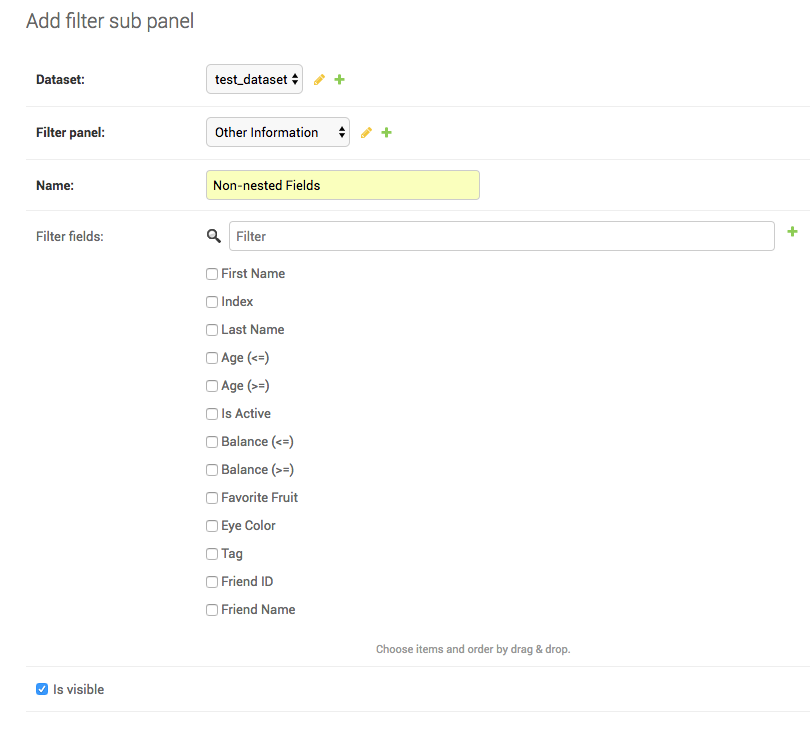 Add filter sub panel
Dataset: test_dataset
Filter panel: Other Information
Name: Non-nested Fields
Filter fields: Filter
First Name
Index
Last Name
Age (<=)
Age (>=)
Is Active
Balance (<=)
Balance (>=)
Favorite Fruit
Eye Color
Tag
Friend ID
Friend Name
Choose items and order by drag & drop.
Is visible